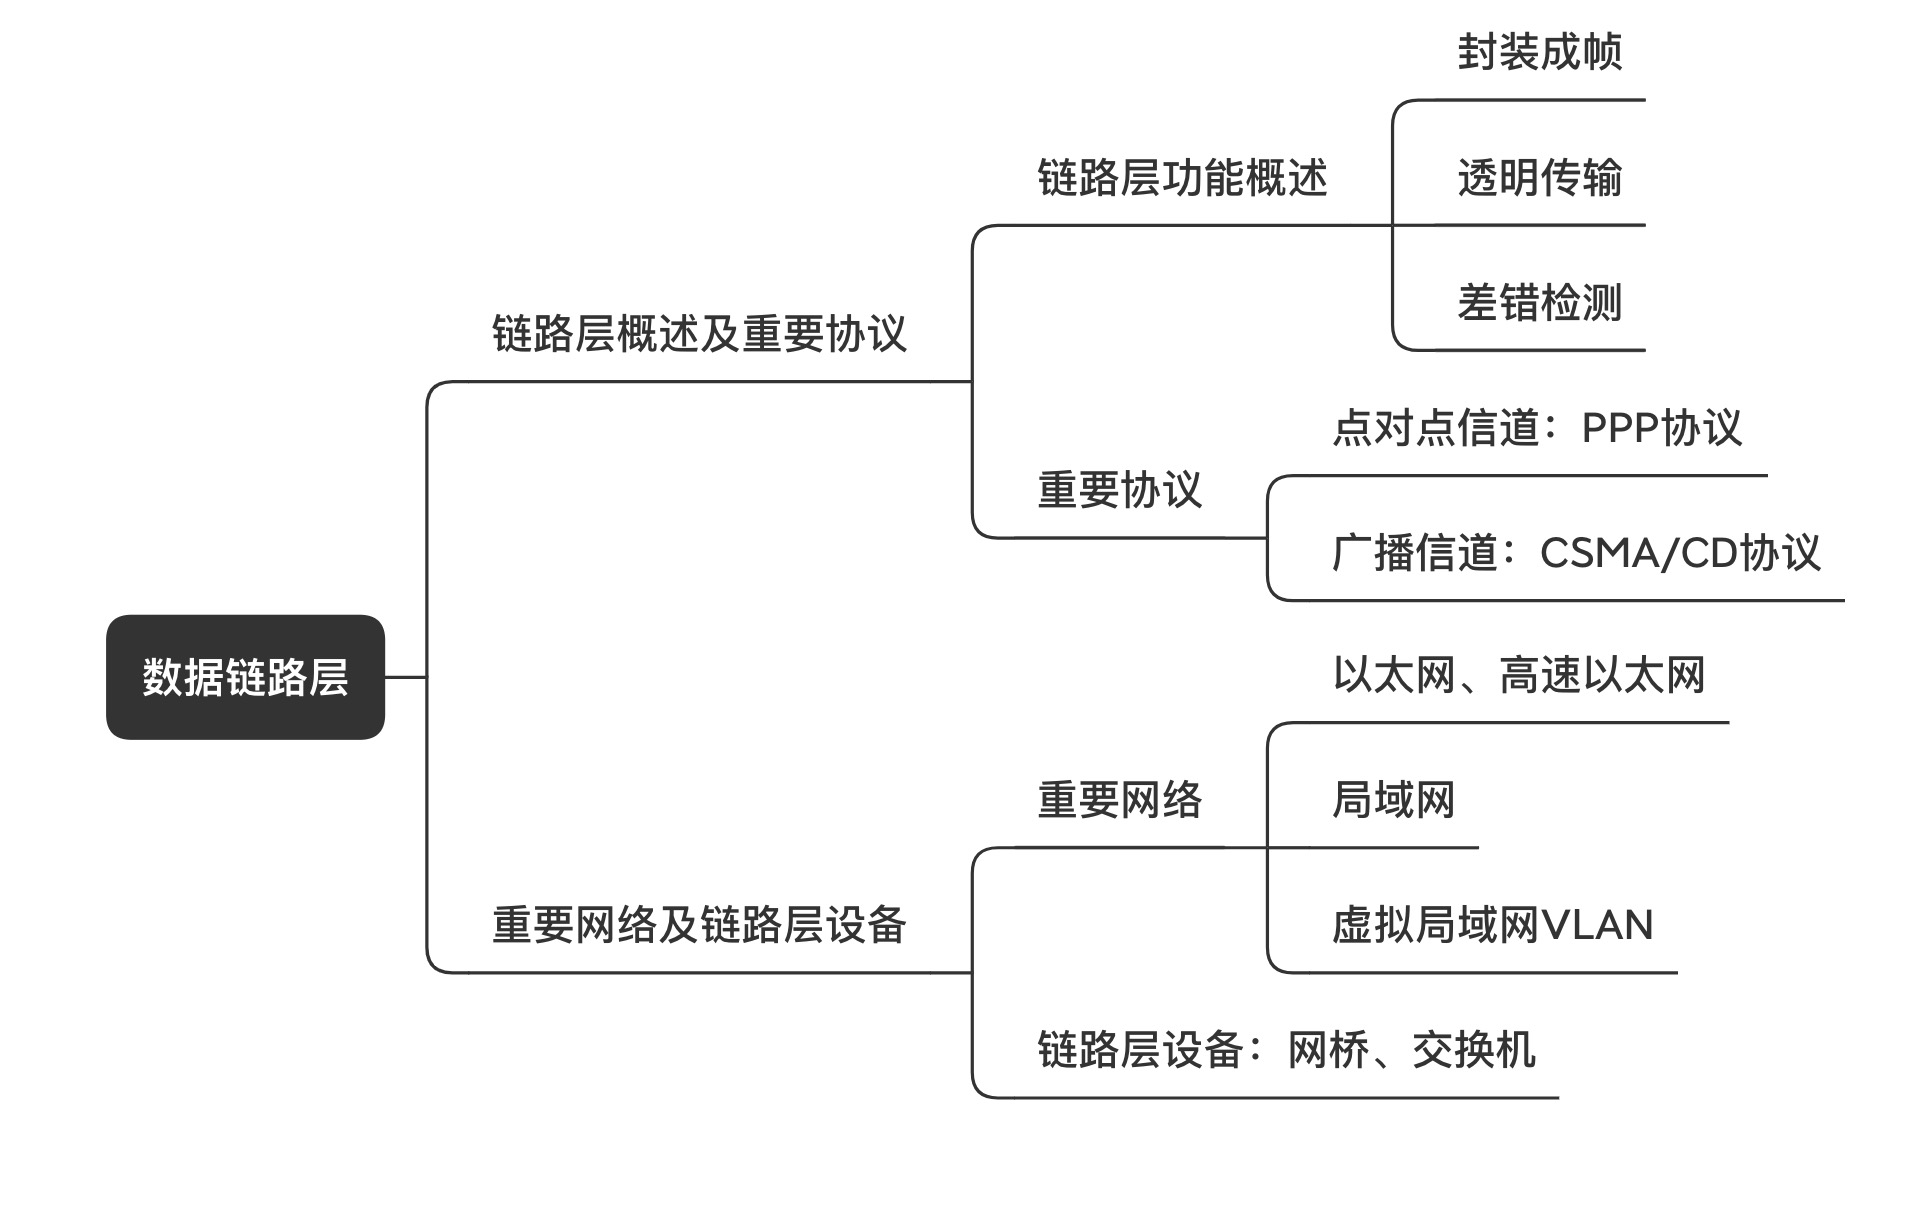 封装成帧
链路层功能概述
透明传输
差错检测
链路层概述及重要协议
点对点信道：PPP协议
重要协议
广播信道：CSMA/CD协议
数据链路层
以太网、高速以太网
重要网络
局域网
重要网络及链路层设备
虚拟局域网VLAN
链路层设备：网桥、交换机